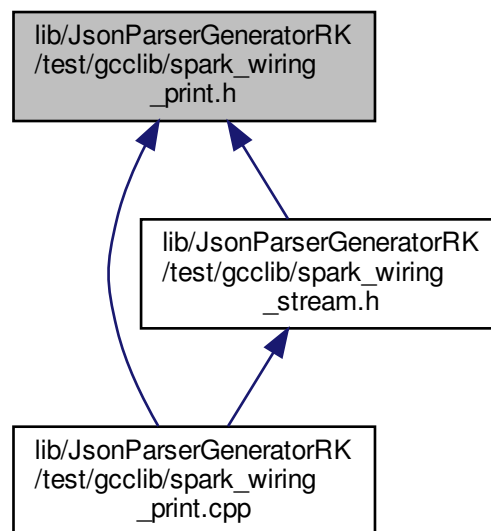 lib/JsonParserGeneratorRK
/test/gcclib/spark_wiring
_print.h
lib/JsonParserGeneratorRK
/test/gcclib/spark_wiring
_stream.h
lib/JsonParserGeneratorRK
/test/gcclib/spark_wiring
_print.cpp